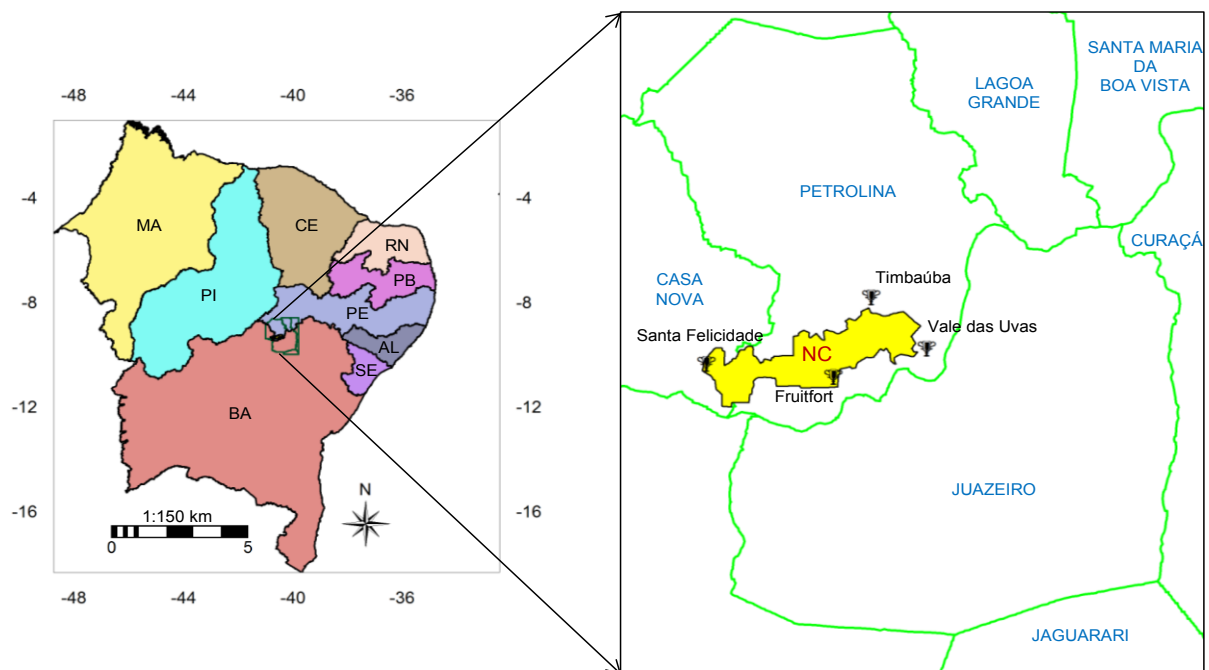 -48 -44 -40 -36
-4 -4
-8 -8
-12 -12
-16 -16
MA
CE
RN
PB
PI
PE
AL
SE
BA
N
1:150 km
0 5
-48 -44 -40 -36
SANTA MARIA
DA
BOA VISTA
LAGOA
GRANDE
PETROLINA
CURAÇÁ
CASA
NOVA
Timbaúba
Santa Felicidade
Vale das Uvas
NC
Fruitfort
JUAZEIRO
JAGUARARI